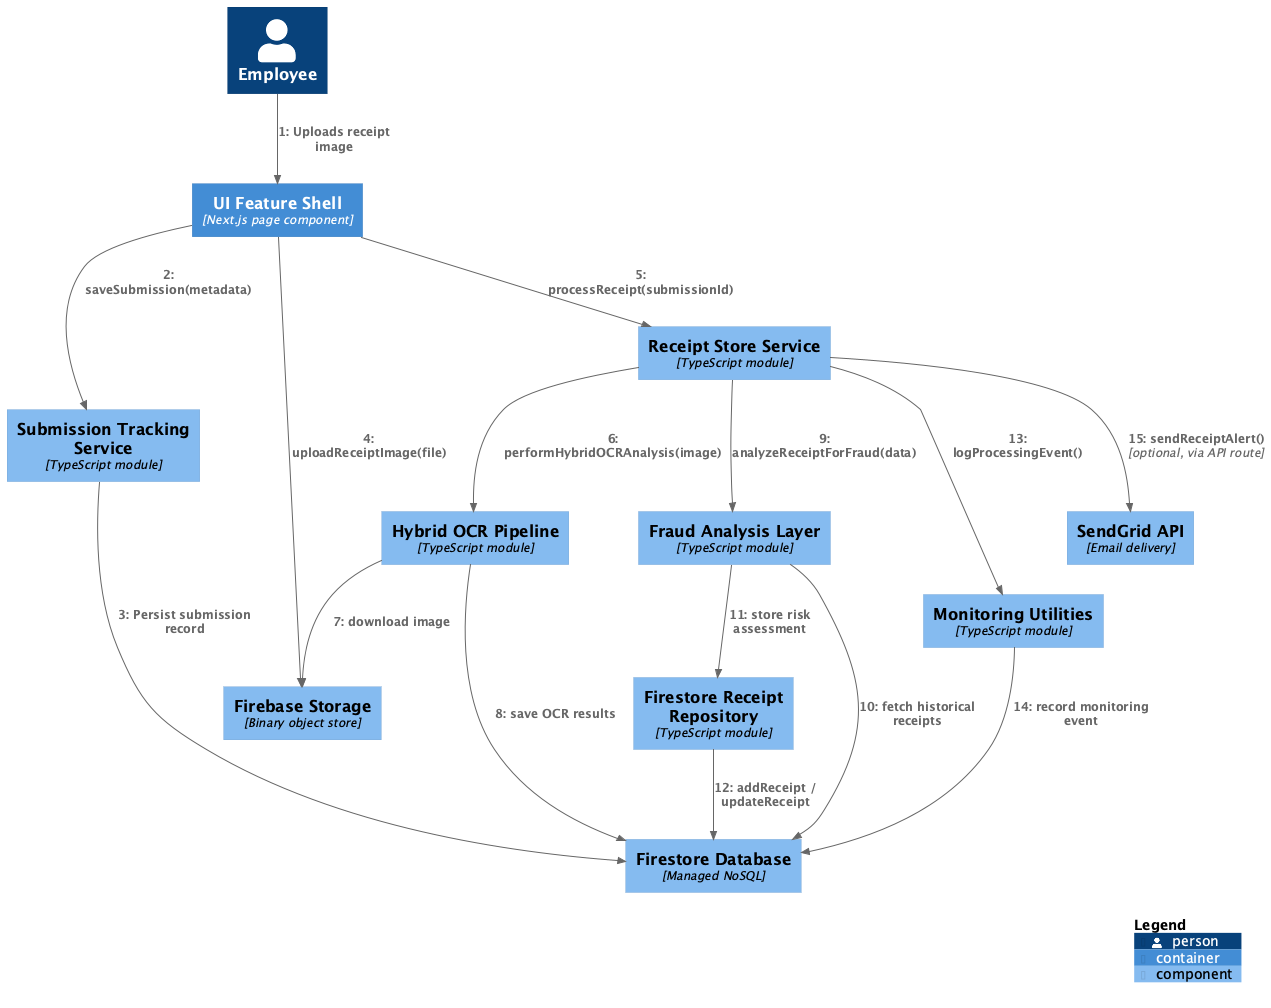 Employee
1: Uploads receipt
image
UI Feature Shell
[Next.js page component]
2:
saveSubmission(metadata)
5:
processReceipt(submissionId)
Receipt Store Service
[TypeScript module]
Submission Tracking
Service
[TypeScript module]
4:
uploadReceiptImage(file)
6:
performHybridOCRAnalysis(image)
9:
analyzeReceiptForFraud(data)
13:
logProcessingEvent()
15: sendReceiptAlert()
[optional, via API route]
Hybrid OCR Pipeline
[TypeScript module]
Fraud Analysis Layer
[TypeScript module]
SendGrid API
[Email delivery]
3: Persist submission
record
7: download image
11: store risk
assessment
Monitoring Utilities
[TypeScript module]
Firebase Storage
[Binary object store]
8: save OCR results
Firestore Receipt
Repository
[TypeScript module]
10: fetch historical
receipts
14: record monitoring
event
12: addReceipt /
updateReceipt
Firestore Database
[Managed NoSQL]
Legend
person
container
component